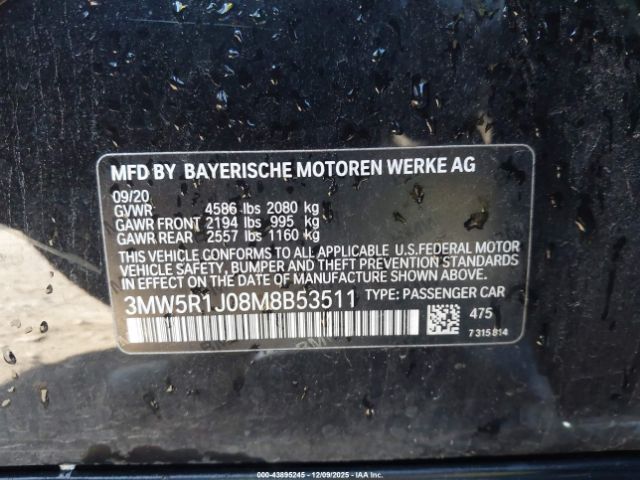 MFD BY BAYERISCHE MOTOREN WERKE AG
09/20
GVWR 4586 lbs 2080 kg
GAWR FRONT 2194 lbs 995 kg
GAWR REAR 2557 lbs 1160 kg
THIS VEHICLE CONFORMS TO ALL APPLICABLE U.S.FEDERAL MOTOR
VEHICLE SAFETY, BUMPER AND THEFT PREVENTION STANDARDS
IN EFFECT ON THE DATE OF MANUFACTURE SHOWN ABOVE.
3MW5R1J08M8B53511 TYPE: PASSENGER CAR
475
7 315 814
©-43895245 - 12/09/2025 - IAA, Inc.